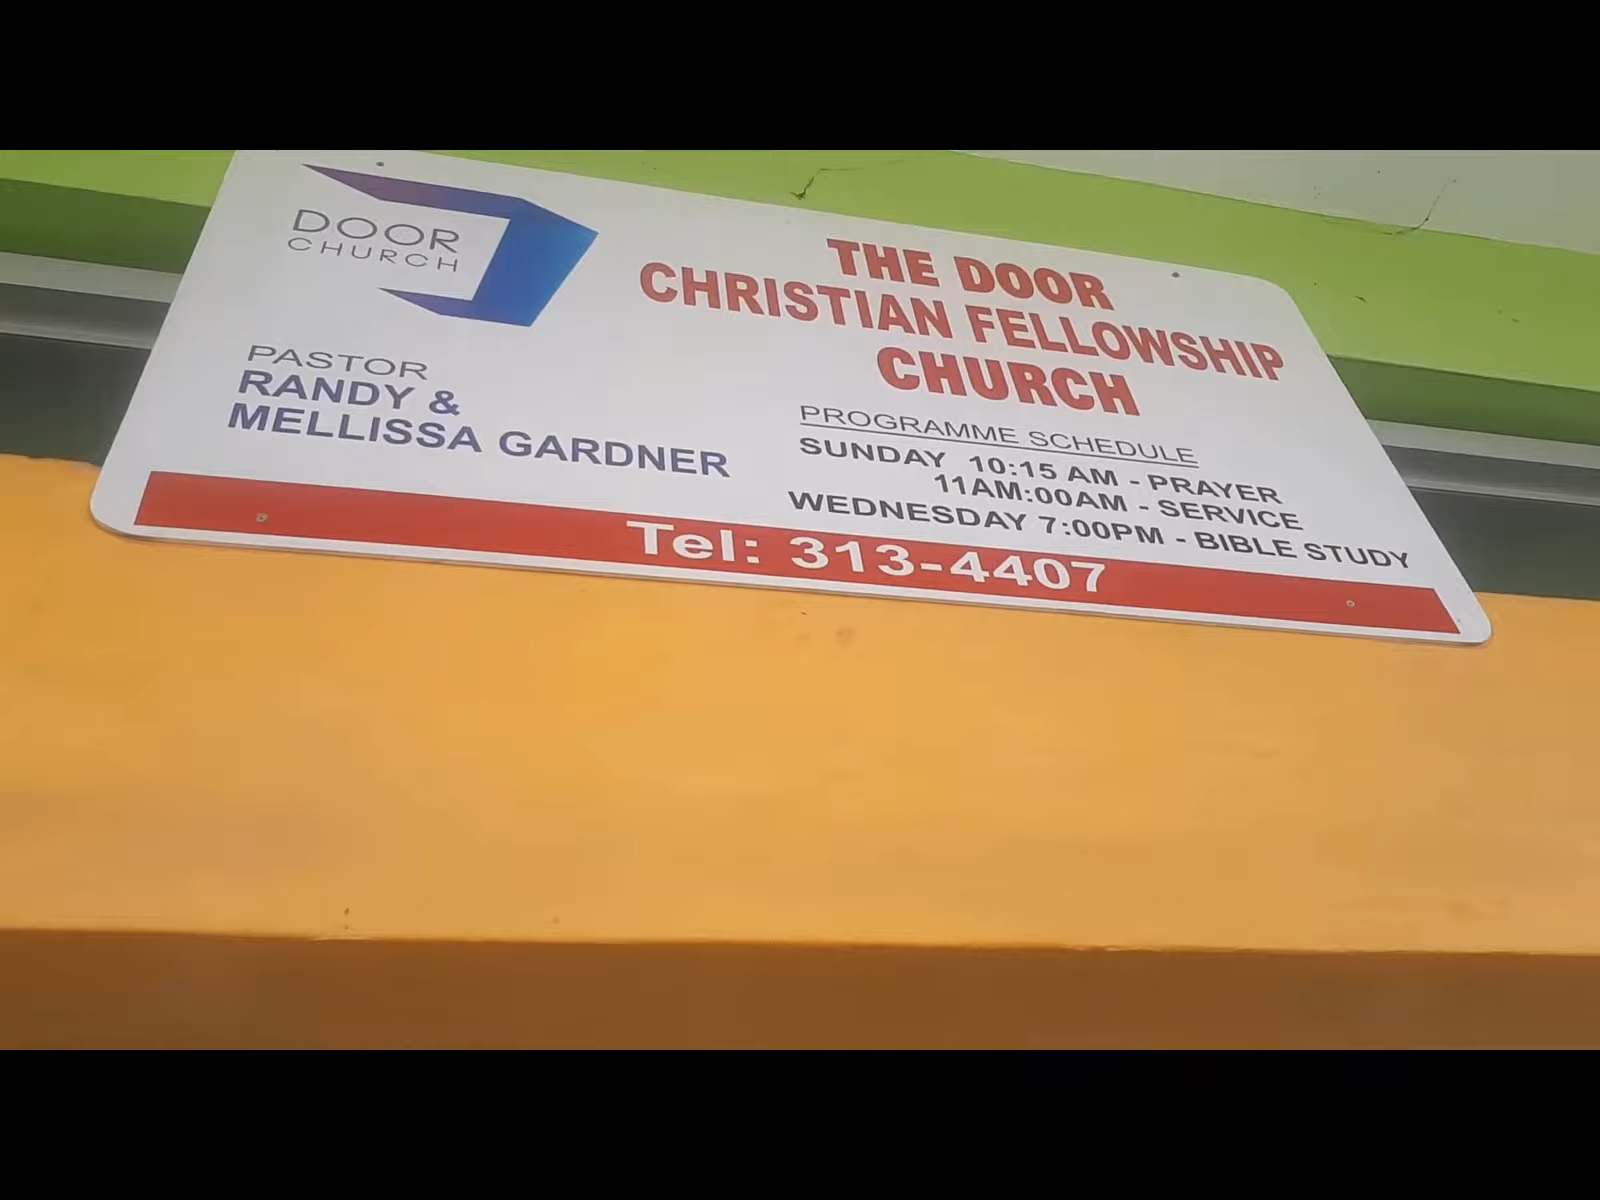 DOOR
CHURCH
PASTOR
RANDY &
MELLISSA GARDNER
THE DOOR
CHRISTIAN FELLOWSHIP
CHURCH
PROGRAMME SCHEDULE
SUNDAY 10:15 AM - PRAYER
11AM:00AM - SERVICE
WEDNESDAY 7:00PM - BIBLE STUDY
Tel: 313-4407